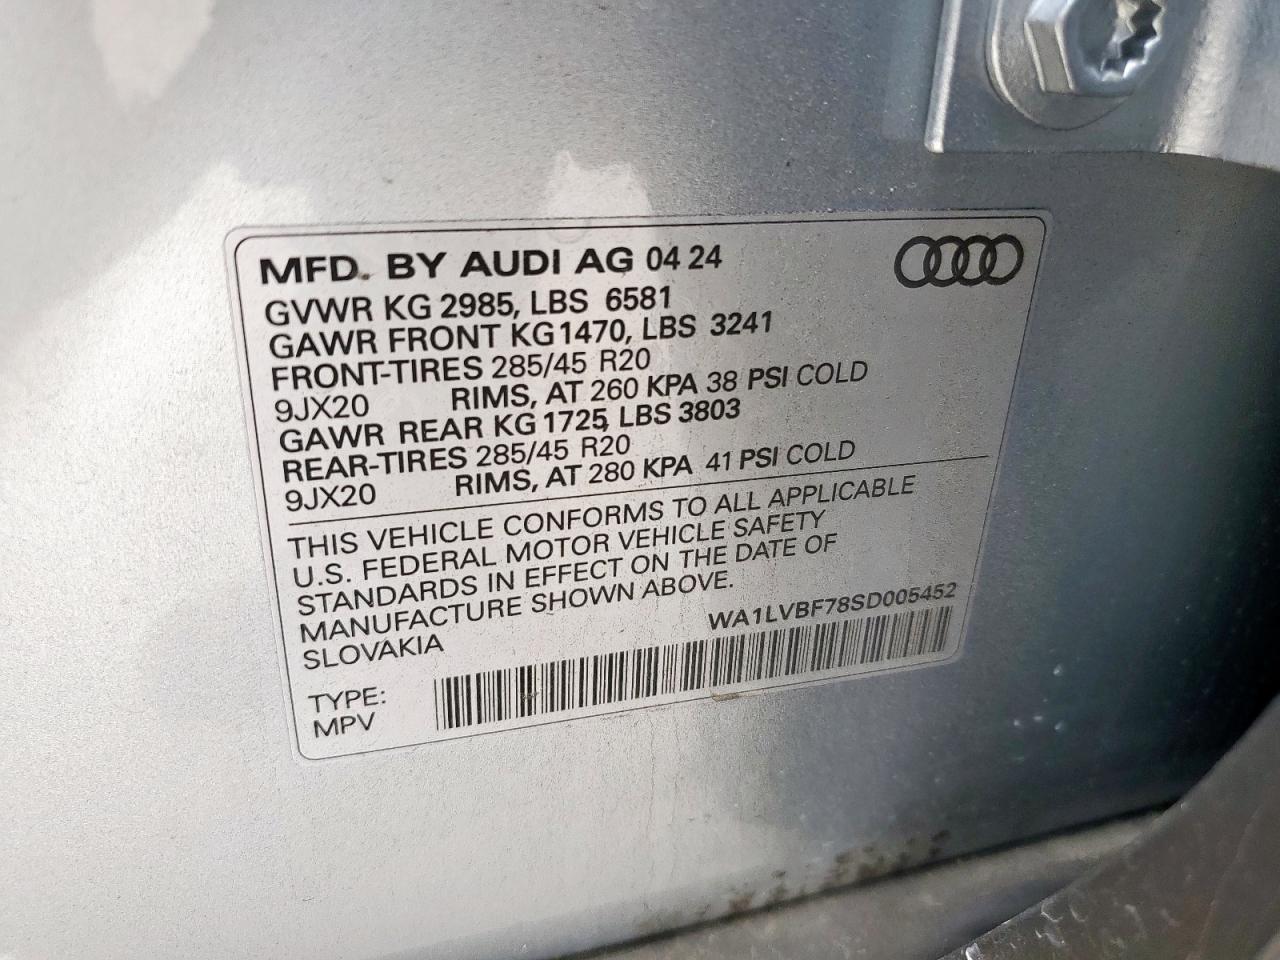 MFD. BY AUDI AG 04 24
GVWR KG 2985, LBS 6581
GAWR FRONT KG 1470, LBS 3241
FRONT-TIRES 285/45 R20
9JX20 RIMS, AT 260 KPA 38 PSI COLD
GAWR REAR KG 1725, LBS 3803
REAR-TIRES 285/45 R20
9JX20 RIMS, AT 280 KPA 41 PSI COLD
THIS VEHICLE CONFORMS TO ALL APPLICABLE
U.S. FEDERAL MOTOR VEHICLE SAFETY
STANDARDS IN EFFECT ON THE DATE OF
MANUFACTURE SHOWN ABOVE.
SLOVAKIA
WA1LVBF78SD005452
TYPE:
MPV